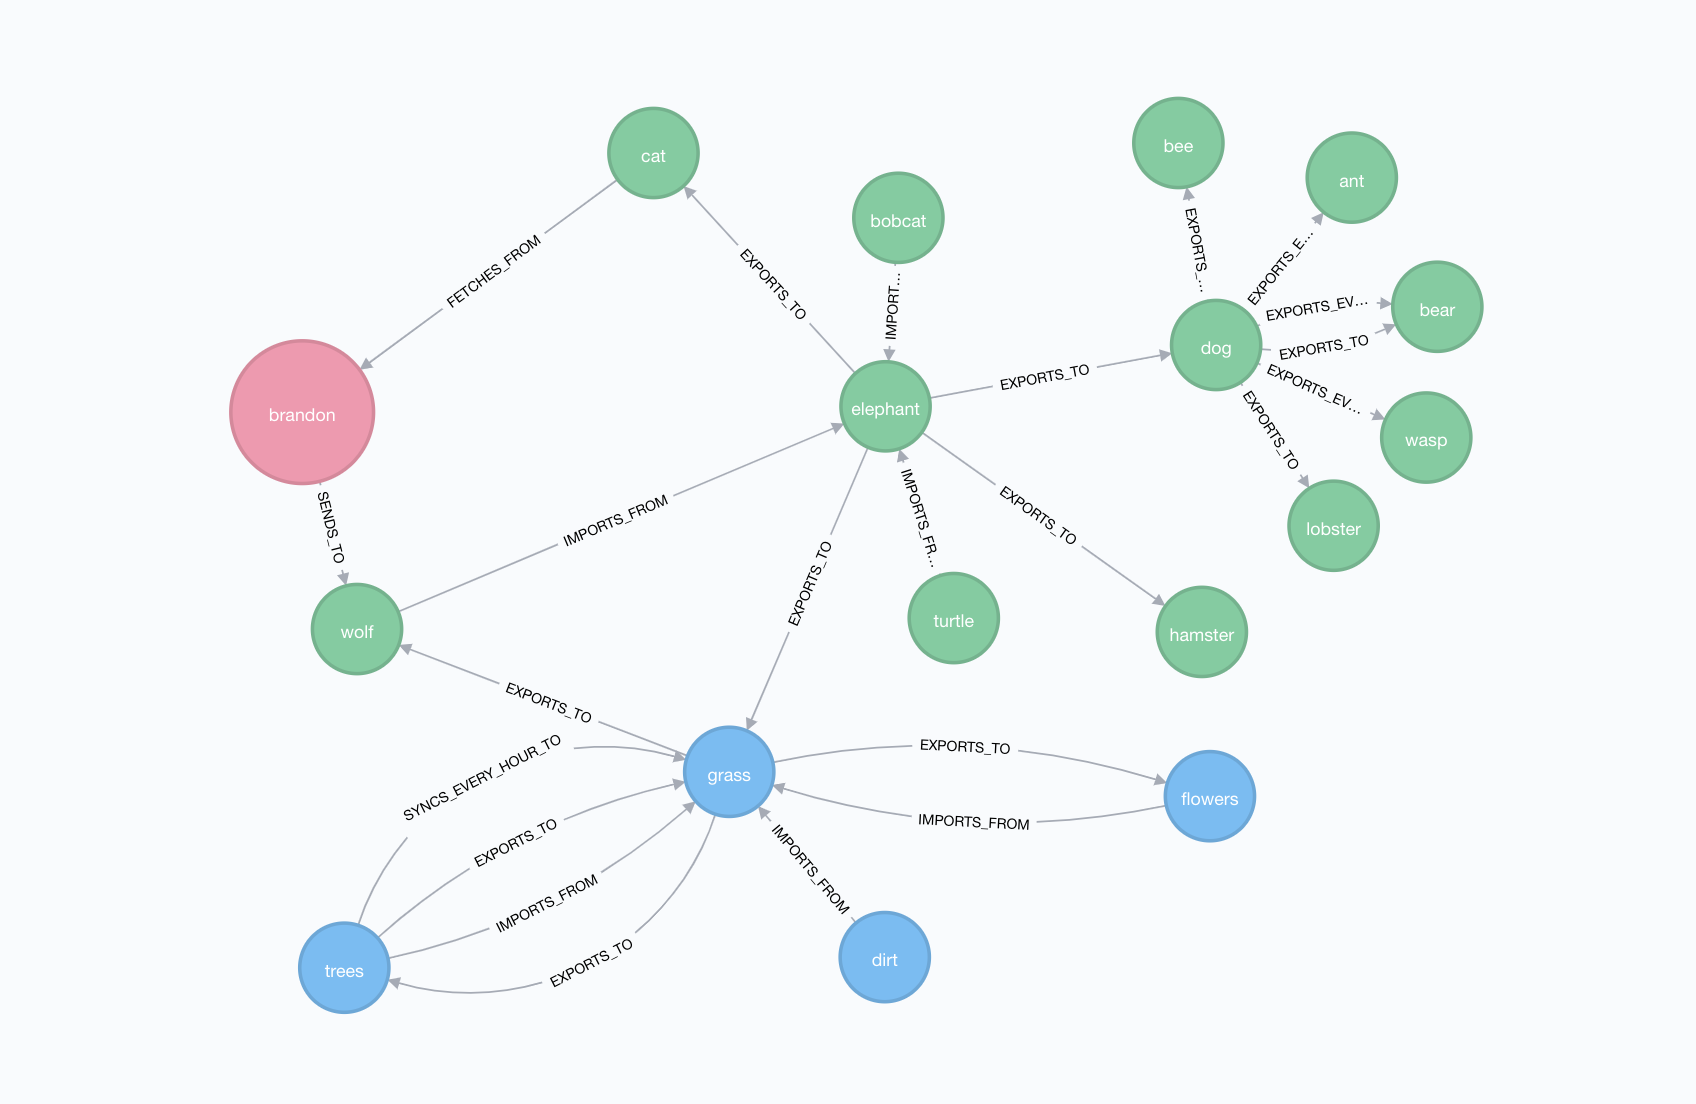 cat
bee
ant
bobcat
FETCHES_FROM
EXPORTS_TO
IMPORT...
EXPORTS_...
EXPORTS_E...
EXPORTS_EV...
bear
dog
EXPORTS_TO
EXPORTS_EV...
EXPORTS_TO
brandon
elephant
EXPORTS_TO
wasp
EXPORTS_TO
lobster
SENDS_TO
IMPORTS_FROM
IMPORTS_FR...
EXPORTS_TO
EXPORTS_TO
wolf
turtle
hamster
EXPORTS_TO
SYNCS_EVERY_HOUR_TO
grass
EXPORTS_TO
flowers
IMPORTS_FROM
EXPORTS_TO
IMPORTS_FROM
IMPORTS_FROM
EXPORTS_TO
trees
dirt